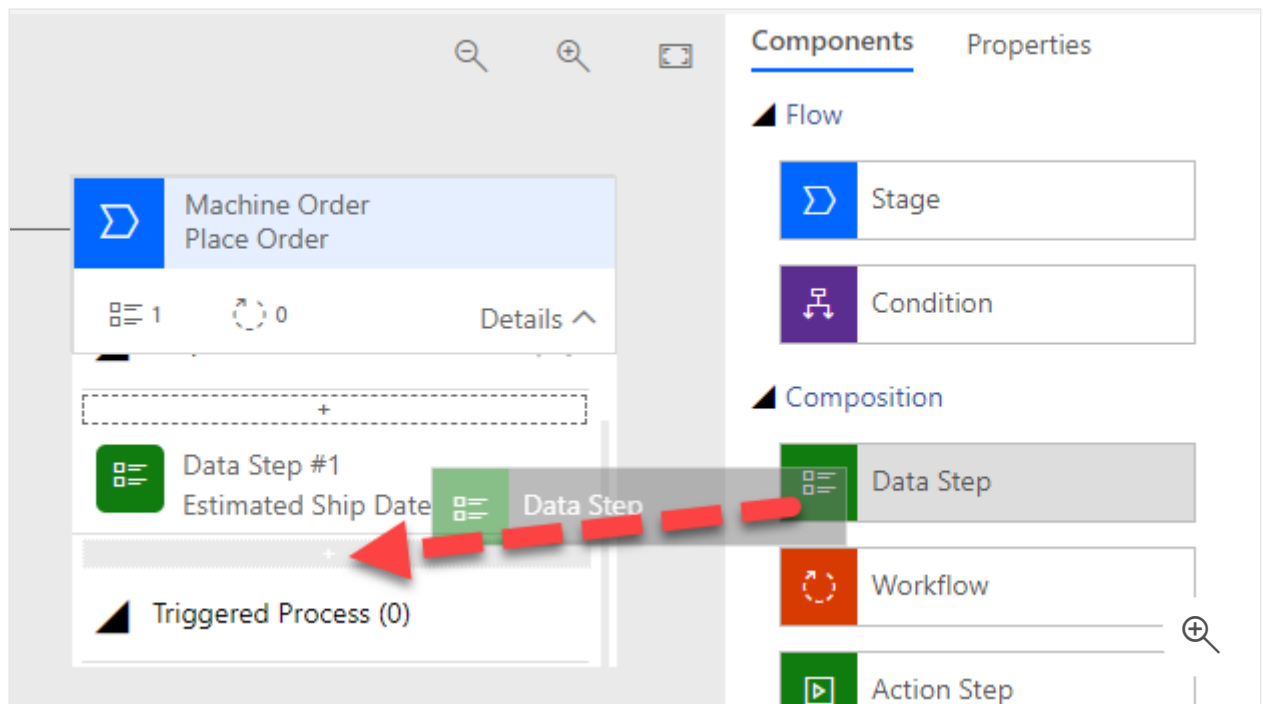 Components
Properties
Flow
Machine Order
Place Order
Stage
1
0
Details
Condition
+
Composition
Data Step #1
Estimated Ship Date
Data Step
Data Step
+
Workflow
Triggered Process (0)
Action Step